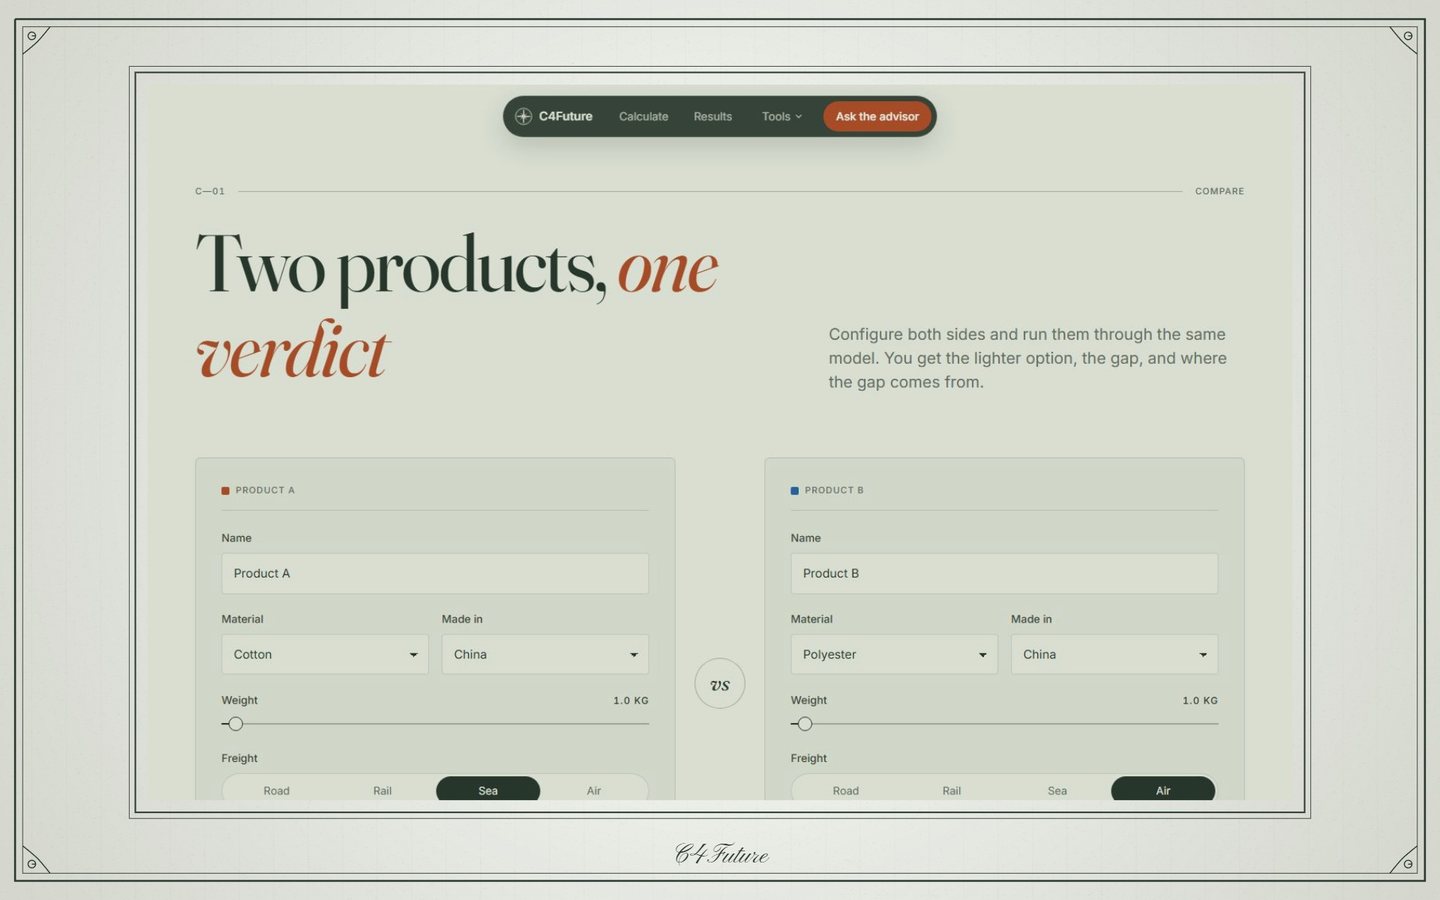 C4Future Calculate Results Tools Ask the advisor
C—01 COMPARE
Two products, one
verdict
Configure both sides and run them through the same
model. You get the lighter option, the gap, and where
the gap comes from.
PRODUCT A
Name
Product A
Material Made in
Cotton China
Weight 1.0 KG
Freight
Road Rail Sea Air
vs
PRODUCT B
Name
Product B
Material Made in
Polyester China
Weight 1.0 KG
Freight
Road Rail Sea Air
C4Future